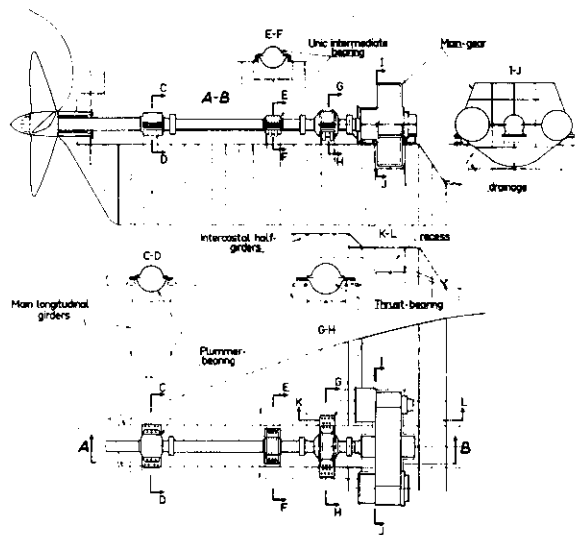 E-F
Unic intermediate
bearing
Main-gear
C
A-B
E
G
I
I-J
D
F
H
J
drainage
Intercostal half-
girders
K-L
recess
C-D
Main longitudinal
girders
Thrust-bearing
G-H
Plummer-
bearing
C
E
G
I
K
L
A
B
D
F
H
J